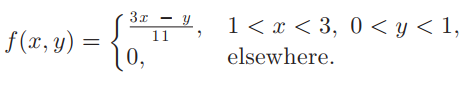 f(x, y) = { (3x − y)/11, 1 < x < 3, 0 < y < 1,
0, elsewhere.